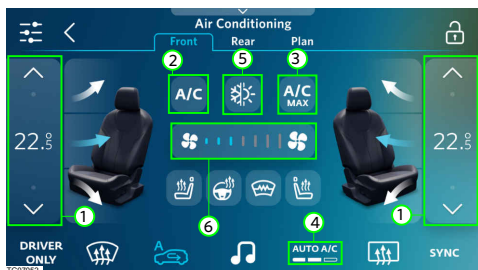 Air Conditioning
Front Rear Plan
2 5 3
A/C A/C MAX
22.5° 22.5°
1 6 4 1
DRIVER ONLY A AUTO A/C SYNC